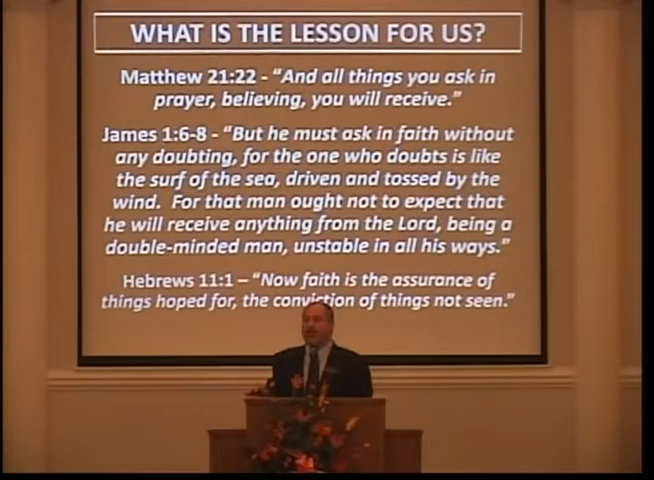 WHAT IS THE LESSON FOR US?
Matthew 21:22 - “And all things you ask in
prayer, believing, you will receive.”
James 1:6-8 - “But he must ask in faith without
any doubting, for the one who doubts is like
the surf of the sea, driven and tossed by the
wind. For that man ought not to expect that
he will receive anything from the Lord, being a
double-minded man, unstable in all his ways.”
Hebrews 11:1 – “Now faith is the assurance of
things hoped for, the conviction of things not seen.”